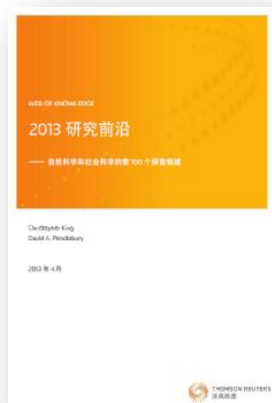 WEB OF KNOWLEDGE
2013 研究前沿
—— 自然科学和社会科学的前 100 个探索领域
Christopher King
David A. Pendlebury
2013 年 4 月
THOMSON REUTERS
汤森路透